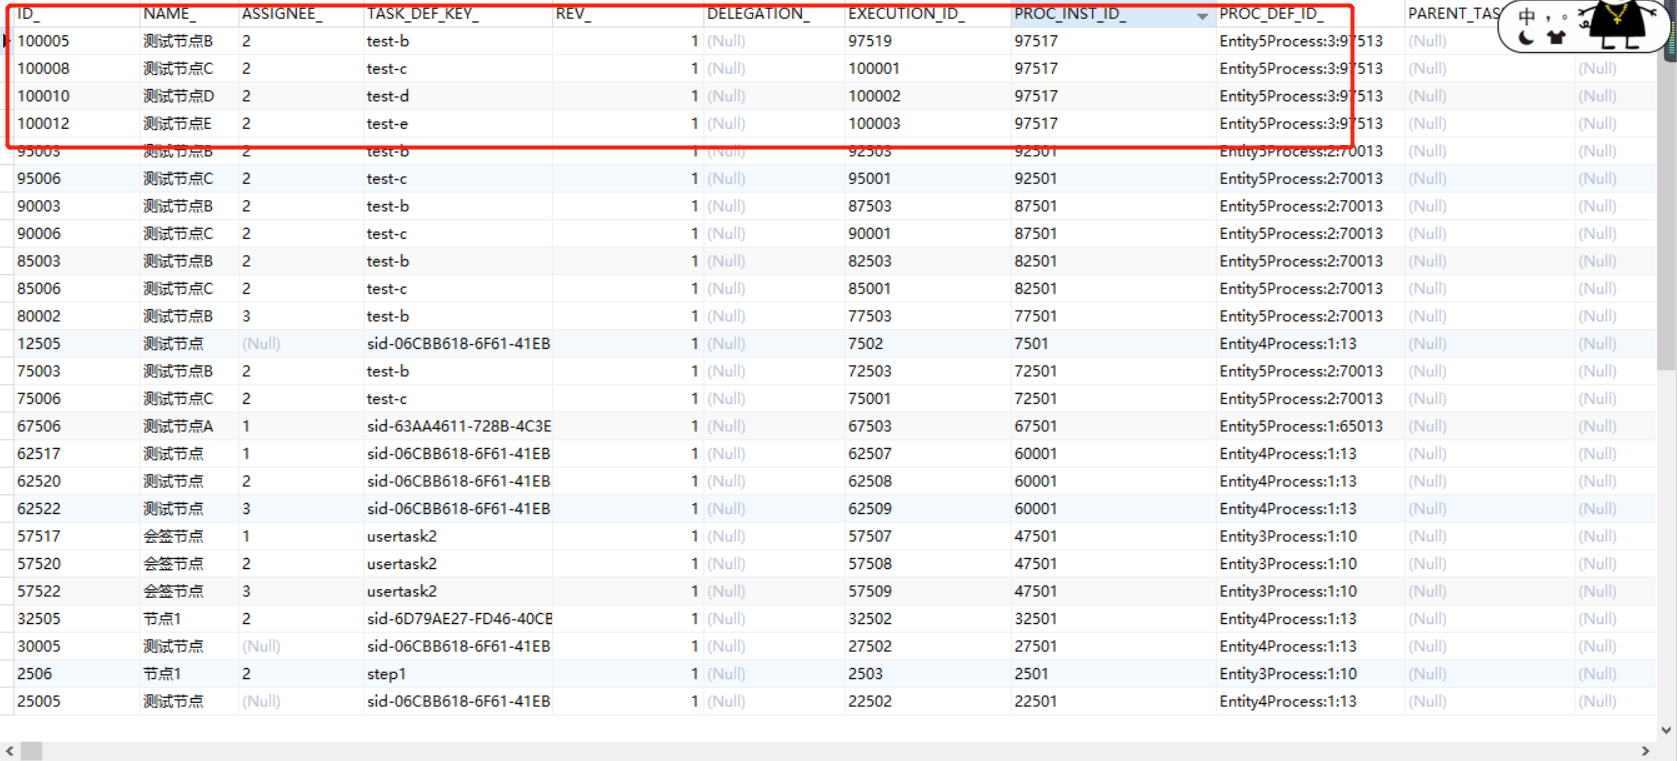 ID_ NAME_ ASSIGNEE_ TASK_DEF_KEY_ REV_ DELEGATION_ EXECUTION_ID_ PROC_INST_ID_ PROC_DEF_ID_ PARENT_TAS 中 , 。
100005 测试节点B 2 test-b 1 (Null) 97519 97517 Entity5Process:3:97513 (Null)
100008 测试节点C 2 test-c 1 (Null) 100001 97517 Entity5Process:3:97513 (Null) (Null)
100010 测试节点D 2 test-d 1 (Null) 100002 97517 Entity5Process:3:97513 (Null) (Null)
100012 测试节点E 2 test-e 1 (Null) 100003 97517 Entity5Process:3:97513 (Null) (Null)
95003 测试节点B 2 test-b 1 (Null) 92503 92501 Entity5Process:2:70013 (Null) (Null)
95006 测试节点C 2 test-c 1 (Null) 95001 92501 Entity5Process:2:70013 (Null) (Null)
90003 测试节点B 2 test-b 1 (Null) 87503 87501 Entity5Process:2:70013 (Null) (Null)
90006 测试节点C 2 test-c 1 (Null) 90001 87501 Entity5Process:2:70013 (Null) (Null)
85003 测试节点B 2 test-b 1 (Null) 82503 82501 Entity5Process:2:70013 (Null) (Null)
85006 测试节点C 2 test-c 1 (Null) 85001 82501 Entity5Process:2:70013 (Null) (Null)
80002 测试节点B 3 test-b 1 (Null) 77503 77501 Entity5Process:2:70013 (Null) (Null)
12505 测试节点 (Null) sid-06CBB618-6F61-41EB 1 (Null) 7502 7501 Entity4Process:1:13 (Null) (Null)
75003 测试节点B 2 test-b 1 (Null) 72503 72501 Entity5Process:2:70013 (Null) (Null)
75006 测试节点C 2 test-c 1 (Null) 75001 72501 Entity5Process:2:70013 (Null) (Null)
67506 测试节点A 1 sid-63AA4611-728B-4C3E 1 (Null) 67503 67501 Entity5Process:1:65013 (Null) (Null)
62517 测试节点 1 sid-06CBB618-6F61-41EB 1 (Null) 62507 60001 Entity4Process:1:13 (Null) (Null)
62520 测试节点 2 sid-06CBB618-6F61-41EB 1 (Null) 62508 60001 Entity4Process:1:13 (Null) (Null)
62522 测试节点 3 sid-06CBB618-6F61-41EB 1 (Null) 62509 60001 Entity4Process:1:13 (Null) (Null)
57517 会签节点 1 usertask2 1 (Null) 57507 47501 Entity3Process:1:10 (Null) (Null)
57520 会签节点 2 usertask2 1 (Null) 57508 47501 Entity3Process:1:10 (Null) (Null)
57522 会签节点 3 usertask2 1 (Null) 57509 47501 Entity3Process:1:10 (Null) (Null)
32505 节点1 2 sid-6D79AE27-FD46-40CB 1 (Null) 32502 32501 Entity4Process:1:13 (Null) (Null)
30005 测试节点 (Null) sid-06CBB618-6F61-41EB 1 (Null) 27502 27501 Entity4Process:1:13 (Null) (Null)
2506 节点1 2 step1 1 (Null) 2503 2501 Entity3Process:1:10 (Null) (Null)
25005 测试节点 (Null) sid-06CBB618-6F61-41EB 1 (Null) 22502 22501 Entity4Process:1:13 (Null) (Null)